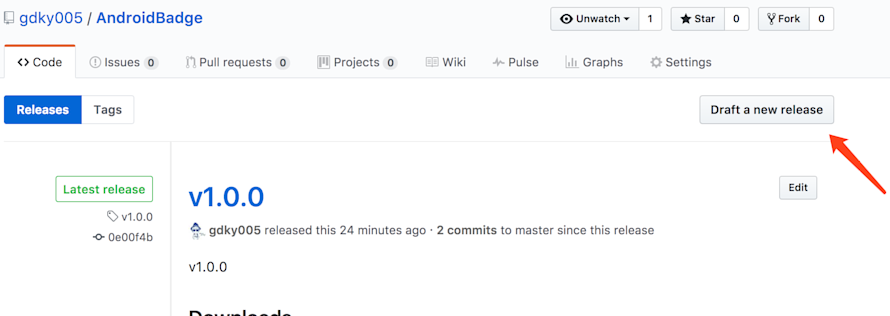 gdky005 / AndroidBadge
Unwatch 1 Star 0 Fork 0
Code Issues 0 Pull requests 0 Projects 0 Wiki Pulse Graphs Settings
Releases Tags Draft a new release
Latest release
v1.0.0
0e00f4b
v1.0.0
Edit
gdky005 released this 24 minutes ago · 2 commits to master since this release
v1.0.0
Downloads